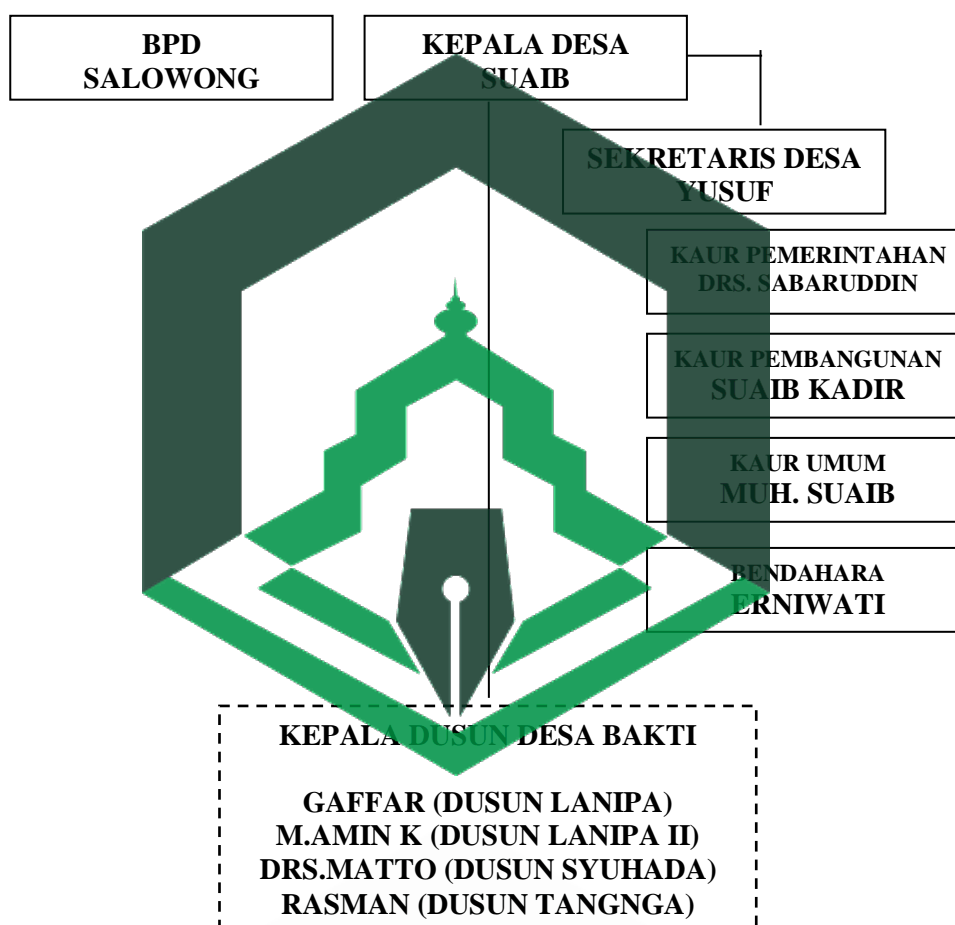 BPD
SALOWONG
KEPALA DESA
SUAIB
SEKRETARIS DESA
YUSUF
KAUR PEMERINTAHAN
DRS. SABARUDDIN
KAUR PEMBANGUNAN
SUAIB KADIR
KAUR UMUM
MUH. SUAIB
BENDAHARA
ERNIWATI
KEPALA DUSUN DESA BAKTI
GAFFAR (DUSUN LANIPA)
M.AMIN K (DUSUN LANIPA II)
DRS.MATTO (DUSUN SYUHADA)
RASMAN (DUSUN TANGNGA)